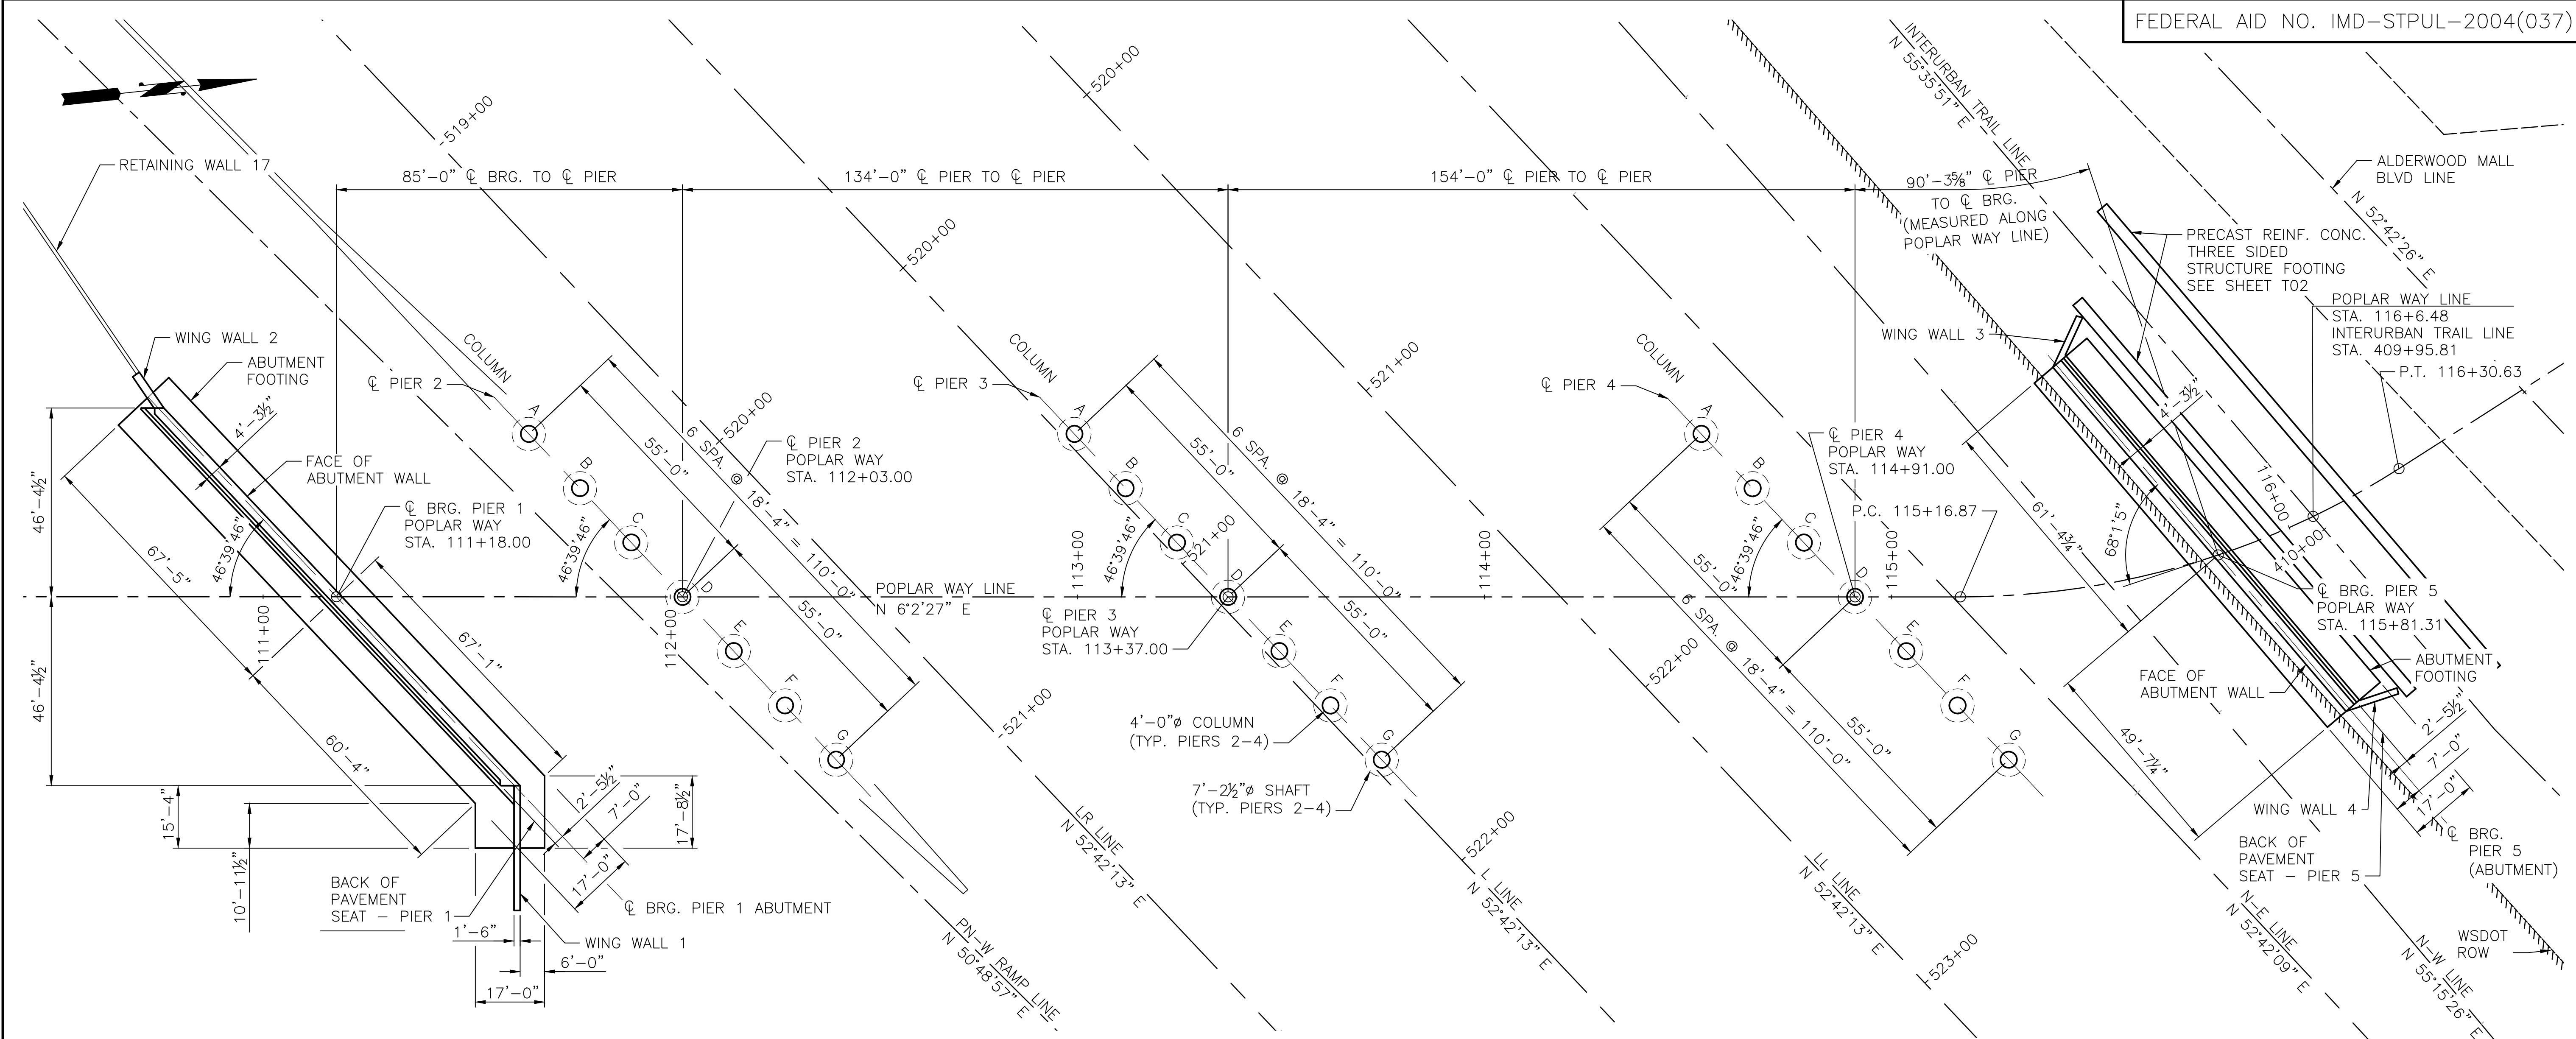 FEDERAL AID NO. IMD-STPUL-2004(037)
RETAINING WALL 17
519+00
520+00
520+00
521+00
85'-0" ℄ BRG. TO ℄ PIER
134'-0" ℄ PIER TO ℄ PIER
154'-0" ℄ PIER TO ℄ PIER
90'-3⅝" ℄ PIER
TO ℄ BRG.
(MEASURED ALONG
POPLAR WAY LINE)
INTERURBAN TRAIL LINE
N 55°35'51" E
ALDERWOOD MALL
BLVD LINE
N 52°42'26" E
PRECAST REINF. CONC.
THREE SIDED
STRUCTURE FOOTING
SEE SHEET T02
POPLAR WAY LINE
STA. 116+6.48
INTERURBAN TRAIL LINE
STA. 409+95.81
P.T. 116+30.63
WING WALL 2
ABUTMENT
FOOTING
4'-3½"
FACE OF
ABUTMENT WALL
46'-4½"
46'-4½"
67'-5"
60'-4"
67'-1"
46°39'46"
℄ BRG. PIER 1
POPLAR WAY
STA. 111+18.00
111+00
15'-4"
10'-11½"
BACK OF
PAVEMENT
SEAT - PIER 1
1'-6"
17'-0"
6'-0"
WING WALL 1
℄ BRG. PIER 1 ABUTMENT
2'-5½"
7'-0"
17'-0"
17'-8½"
COLUMN
℄ PIER 2
A
B
C
D
E
F
G
46°39'46"
112+00
55'-0"
55'-0"
6 SPA. @ 18'-4" = 110'-0"
520+00
℄ PIER 2
POPLAR WAY
STA. 112+03.00
POPLAR WAY LINE
N 6°2'27" E
PN-W RAMP LINE
N 50°48'57" E
521+00
LR LINE
N 52°42'13" E
COLUMN
℄ PIER 3
A
B
C
D
E
F
G
113+00
46°39'46"
521+00
55'-0"
55'-0"
6 SPA. @ 18'-4" = 110'-0"
℄ PIER 3
POPLAR WAY
STA. 113+37.00
4'-0"ø COLUMN
(TYP. PIERS 2-4)
7'-2½"ø SHAFT
(TYP. PIERS 2-4)
522+00
L LINE
N 52°42'13" E
114+00
COLUMN
℄ PIER 4
A
B
C
D
E
F
G
46°39'46"
55'-0"
55'-0"
6 SPA. @ 18'-4" = 110'-0"
522+00
℄ PIER 4
POPLAR WAY
STA. 114+91.00
P.C. 115+16.87
115+00
LL LINE
N 52°42'13" E
523+00
WING WALL 3
4'-3½"
61'-4¾"
68°1'5"
49'-7¼"
116+00
410+00
℄ BRG. PIER 5
POPLAR WAY
STA. 115+81.31
FACE OF
ABUTMENT WALL
ABUTMENT
FOOTING
2'-5½"
7'-0"
17'-0"
WING WALL 4
BACK OF
PAVEMENT
SEAT - PIER 5
℄ BRG.
PIER 5
(ABUTMENT)
N-E LINE
N 52°42'09" E
N-W LINE
N 55°15'26" E
WSDOT
ROW